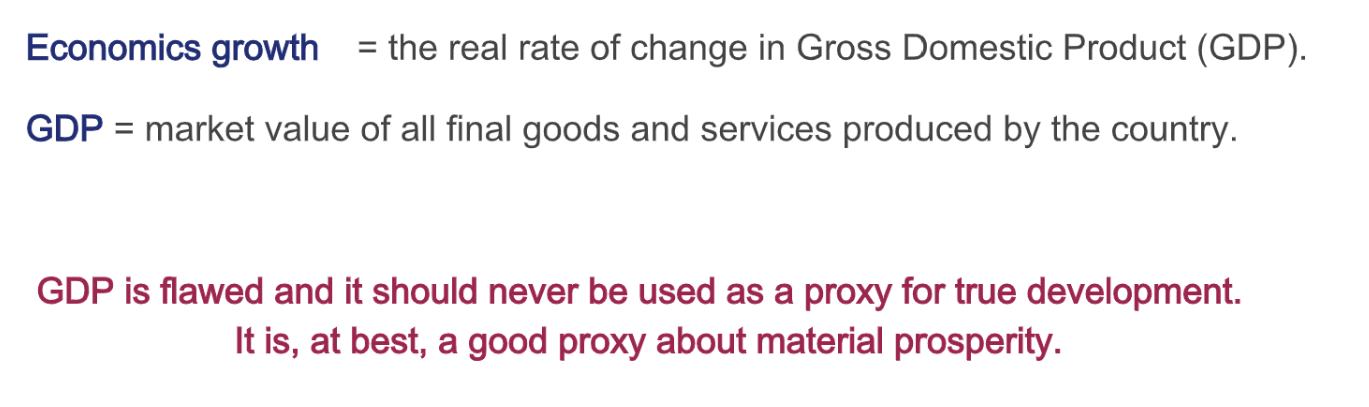 Economics growth = the real rate of change in Gross Domestic Product (GDP).
GDP = market value of all final goods and services produced by the country.
GDP is flawed and it should never be used as a proxy for true development.
It is, at best, a good proxy about material prosperity.